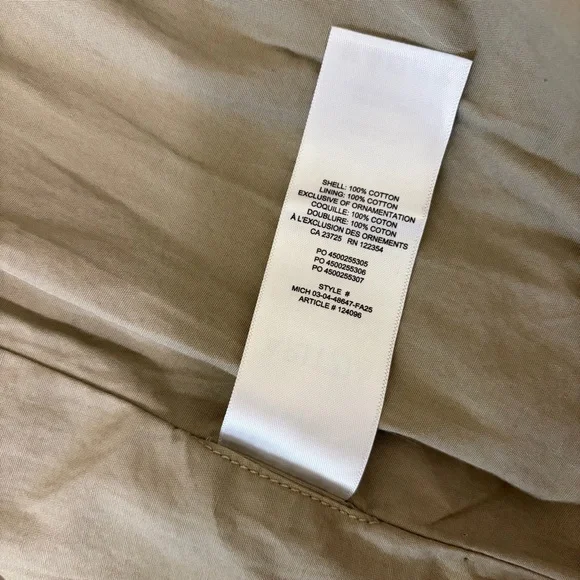 SHELL: 100% COTTON
LINING: 100% COTTON
EXCLUSIVE OF ORNAMENTATION
COQUILLE: 100% COTON
DOUBLURE: 100% COTON
À L'EXCLUSION DES ORNEMENTS
CA 23725 RN 122354
PO 4500255305
PO 4500255306
PO 4500255307
STYLE #
MICH 03-04-48647-FA25
ARTICLE # 124096